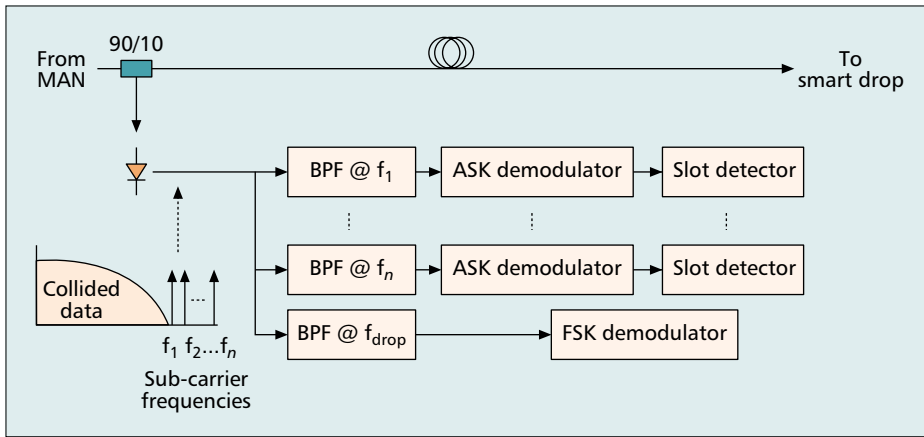 90/10
From
MAN
To
smart drop
BPF @ f1
ASK demodulator
Slot detector
BPF @ fn
ASK demodulator
Slot detector
BPF @ fdrop
FSK demodulator
Collided
data
...
f1 f2...fn
Sub-carrier
frequencies